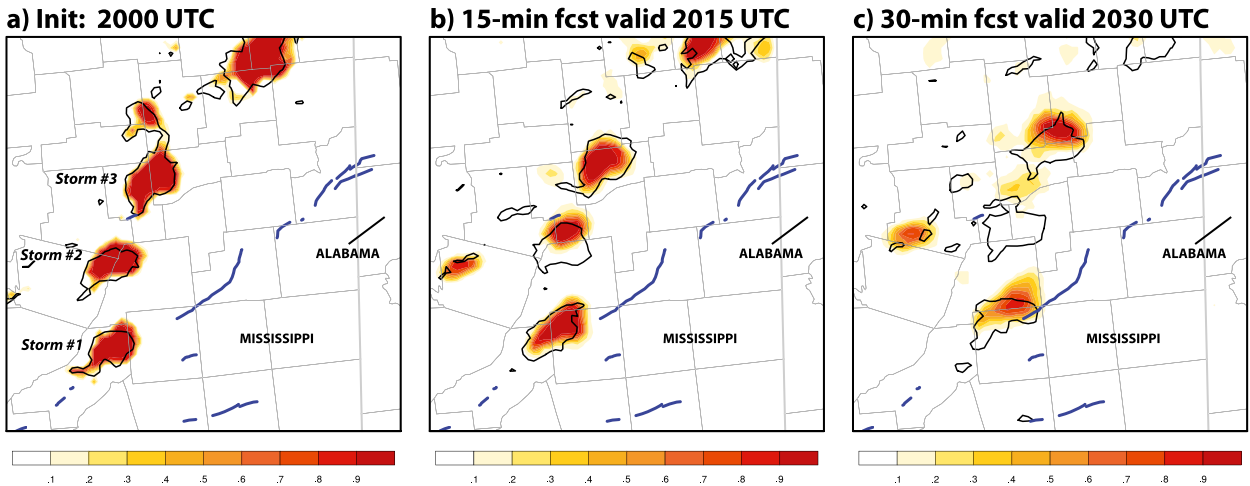 a) Init:  2000 UTC
b) 15-min fcst valid 2015 UTC
c) 30-min fcst valid 2030 UTC
Storm #3
Storm #2
Storm #1
ALABAMA
MISSISSIPPI
ALABAMA
MISSISSIPPI
ALABAMA
MISSISSIPPI
.1 .2 .3 .4 .5 .6 .7 .8 .9
.1 .2 .3 .4 .5 .6 .7 .8 .9
.1 .2 .3 .4 .5 .6 .7 .8 .9